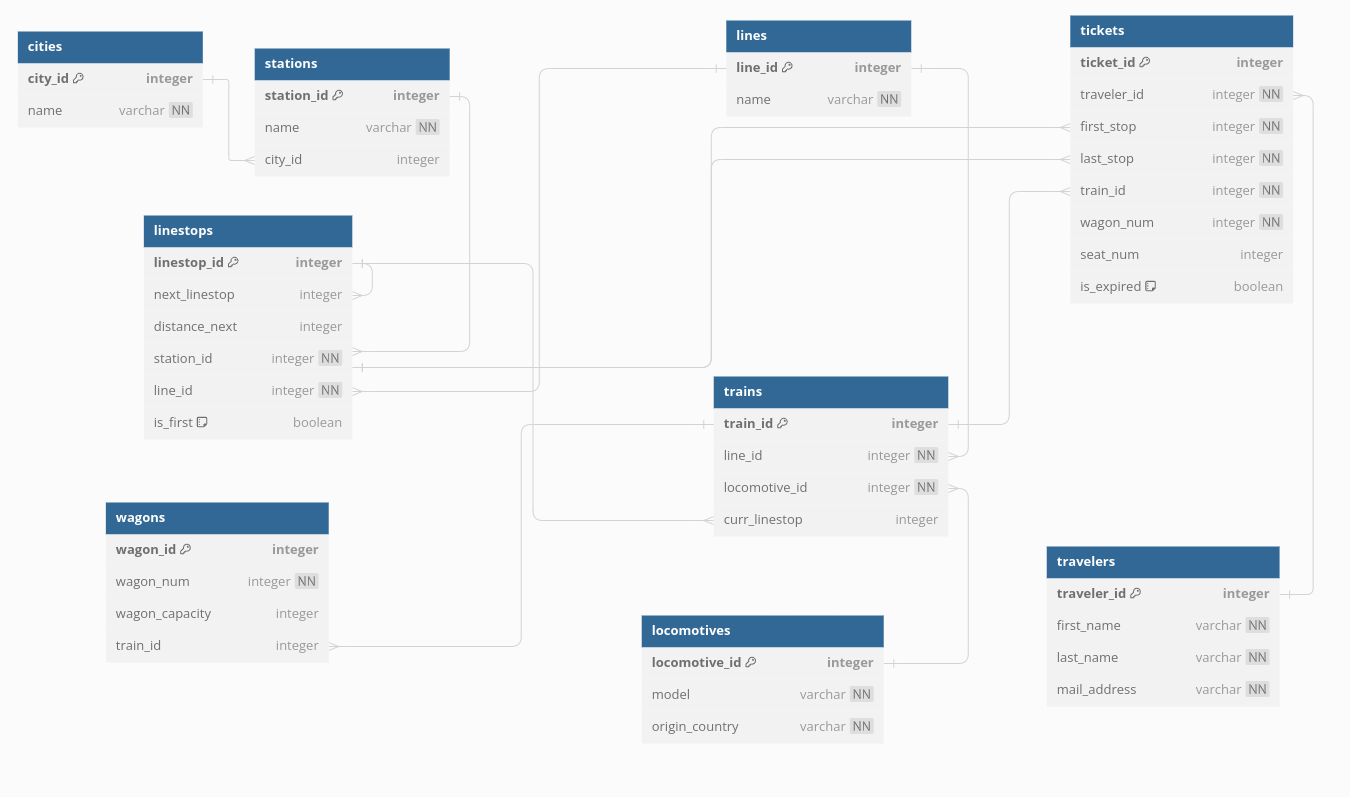 cities
city_id integer
name varchar NN
stations
station_id integer
name varchar NN
city_id integer
linestops
linestop_id integer
next_linestop integer
distance_next integer
station_id integer NN
line_id integer NN
is_first boolean
wagons
wagon_id integer
wagon_num integer NN
wagon_capacity integer
train_id integer
lines
line_id integer
name varchar NN
trains
train_id integer
line_id integer NN
locomotive_id integer NN
curr_linestop integer
locomotives
locomotive_id integer
model varchar NN
origin_country varchar NN
tickets
ticket_id integer
traveler_id integer NN
first_stop integer NN
last_stop integer NN
train_id integer NN
wagon_num integer NN
seat_num integer
is_expired boolean
travelers
traveler_id integer
first_name varchar NN
last_name varchar NN
mail_address varchar NN